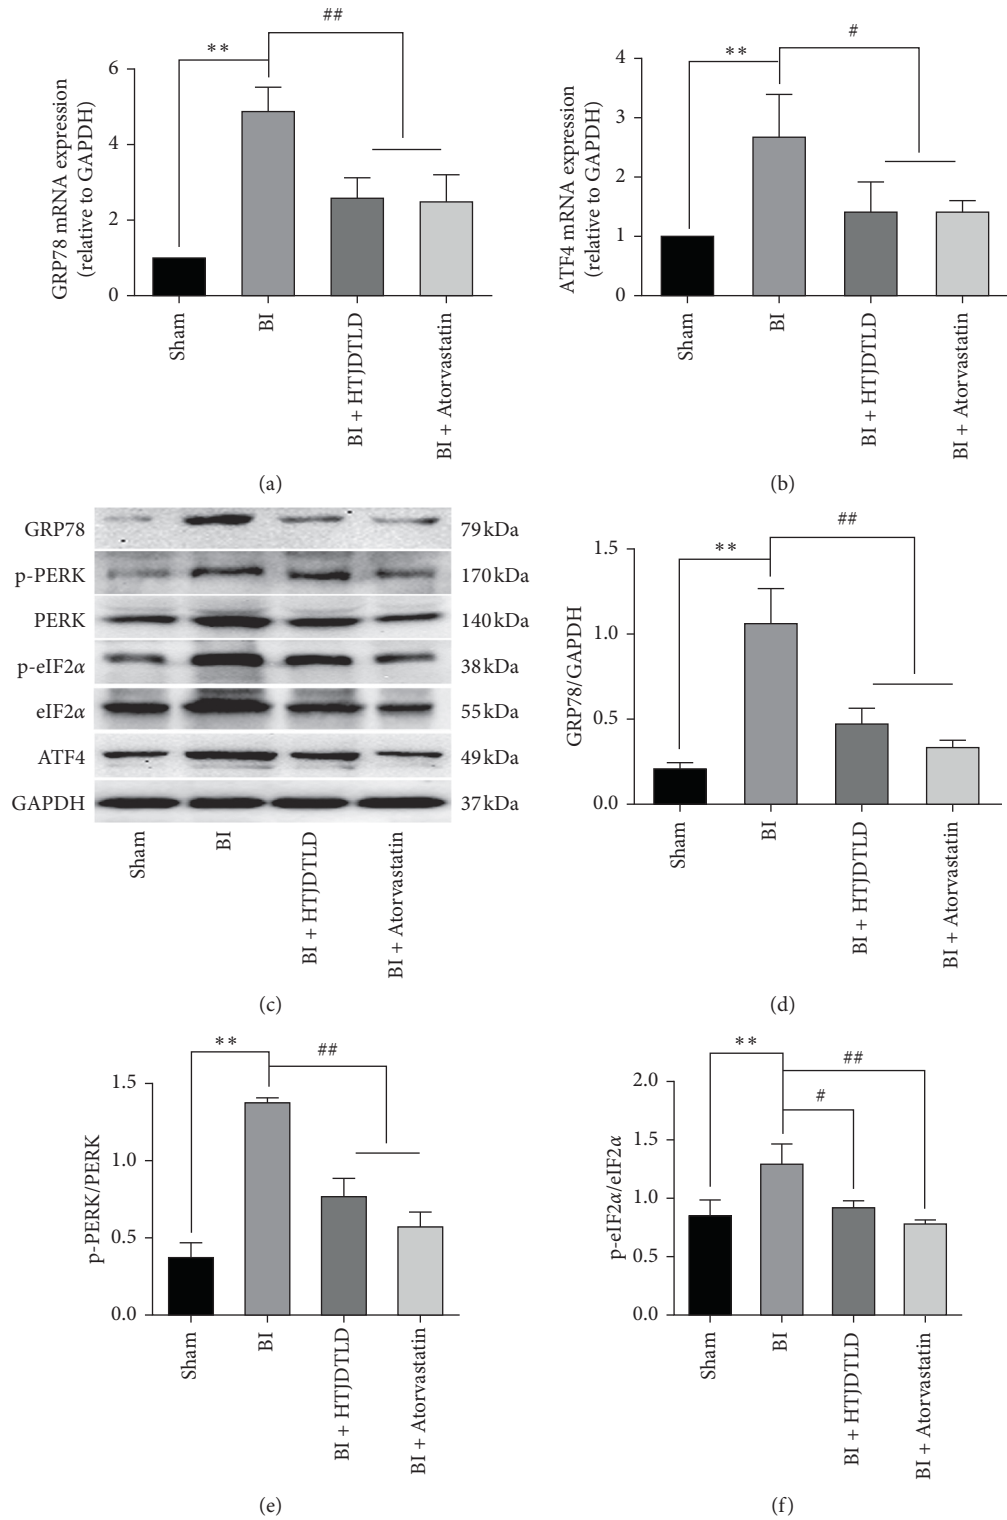 **
##
GRP78 mRNA expression
(relative to GAPDH)
6
4
2
0
Sham
BI
BI + HTJDTLD
BI + Atorvastatin
(a)
**
#
ATF4 mRNA expression
(relative to GAPDH)
4
3
2
1
0
Sham
BI
BI + HTJDTLD
BI + Atorvastatin
(b)
GRP78 79 kDa
p-PERK 170 kDa
PERK 140 kDa
p-eIF2α 38 kDa
eIF2α 55 kDa
ATF4 49 kDa
GAPDH 37 kDa
Sham
BI
BI + HTJDTLD
BI + Atorvastatin
(c)
**
##
GRP78/GAPDH
1.5
1.0
0.5
0.0
Sham
BI
BI + HTJDTLD
BI + Atorvastatin
(d)
**
##
p-PERK/PERK
1.5
1.0
0.5
0.0
Sham
BI
BI + HTJDTLD
BI + Atorvastatin
(e)
**
##
#
p-eIF2α/eIF2α
2.0
1.5
1.0
0.5
0.0
Sham
BI
BI + HTJDTLD
BI + Atorvastatin
(f)